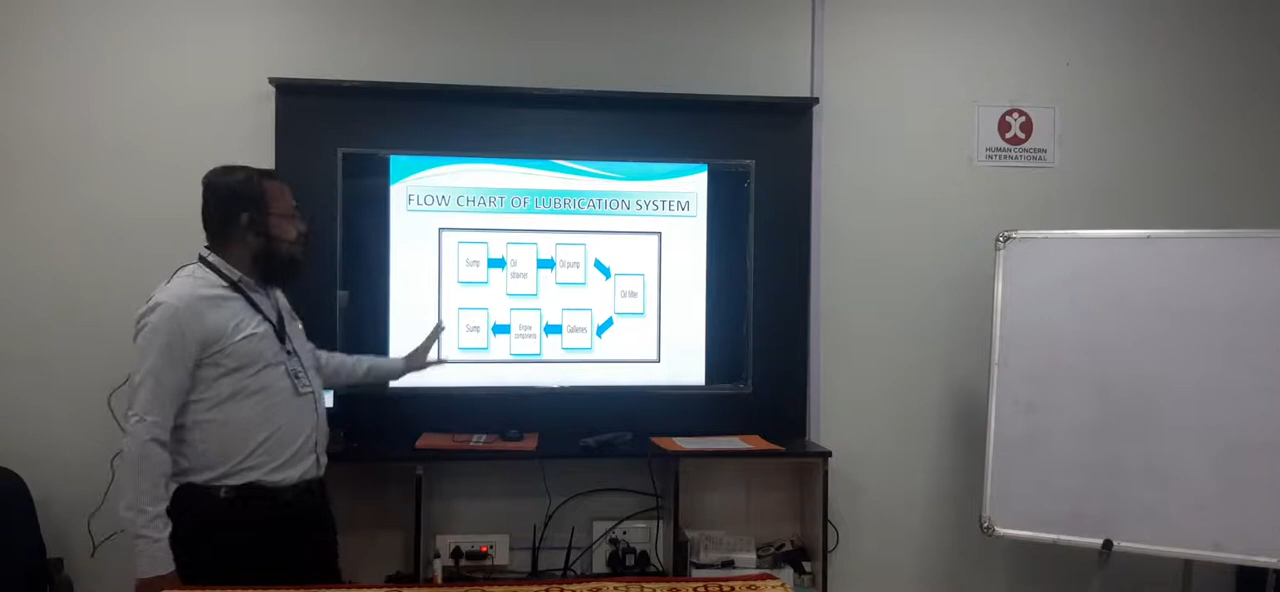 FLOW CHART OF LUBRICATION SYSTEM
Sump
Oil
strainer
Oil pump
Oil filter
Galleries
Engine
components
Sump
HUMAN CONCERN
INTERNATIONAL